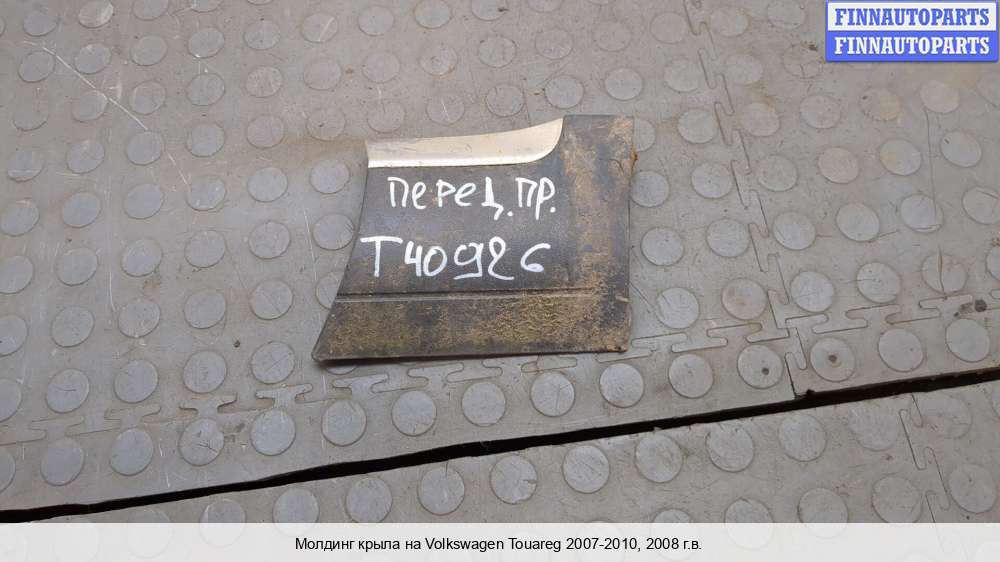 FINNAUTOPARTS
FINNAUTOPARTS
ПЕРЕД.ПР.
T40926
Молдинг крыла на Volkswagen Touareg 2007-2010, 2008 г.в.